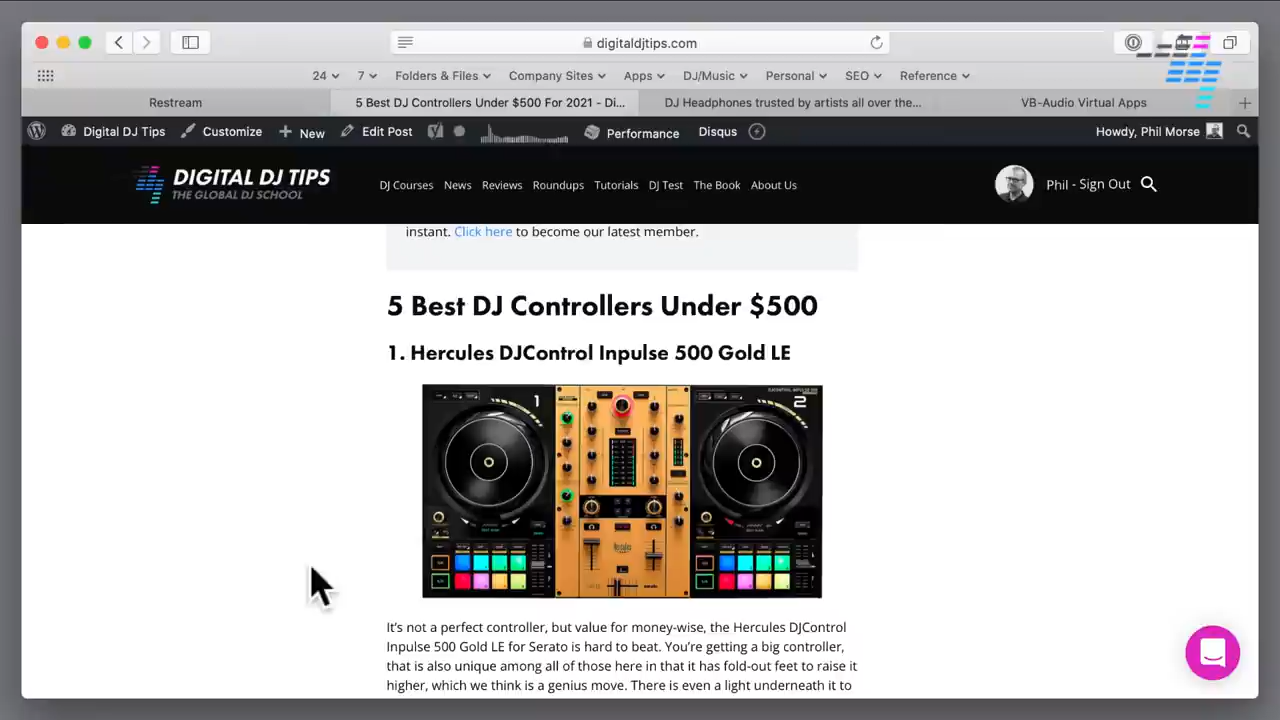 digitaldjtips.com
24
7
Folders & Files
Company Sites
Apps
DJ/Music
Personal
SEO
Reference
Restream
5 Best DJ Controllers Under $500 For 2021 - Di...
DJ Headphones trusted by artists all over the...
VB-Audio Virtual Apps
Digital DJ Tips
Customize
New
Edit Post
Performance
Disqus
Howdy, Phil Morse
DIGITAL DJ TIPS
THE GLOBAL DJ SCHOOL
DJ Courses
News
Reviews
Roundups
Tutorials
DJ Test
The Book
About Us
Phil - Sign Out
instant. Click here to become our latest member.
5 Best DJ Controllers Under $500
1. Hercules DJControl Inpulse 500 Gold LE
1
2
It's not a perfect controller, but value for money-wise, the Hercules DJControl
Inpulse 500 Gold LE for Serato is hard to beat. You're getting a big controller,
that is also unique among all of those here in that it has fold-out feet to raise it
higher, which we think is a genius move. There is even a light underneath it to